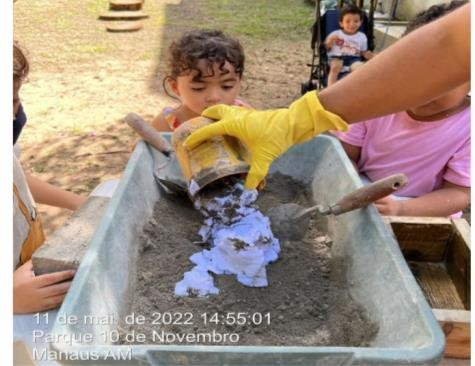 11 de mai. de 2022 14:55:01
Parque 10 de Novembro
Manaus AM